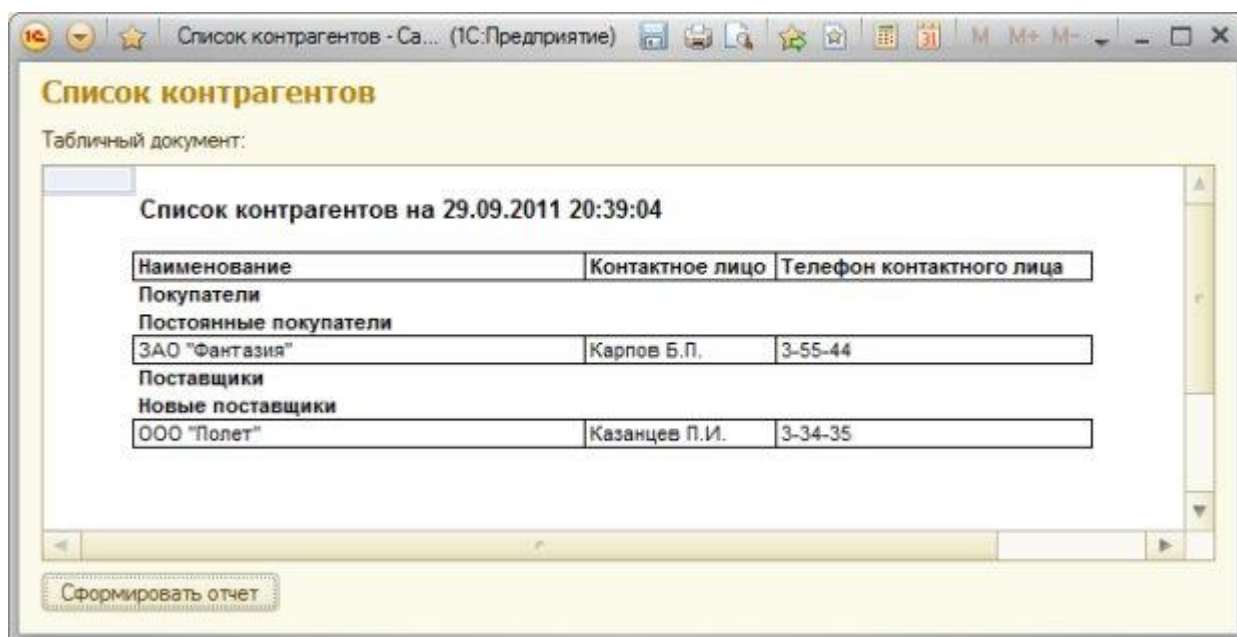 1С Список контрагентов - Са... (1С:Предприятие) 31 M M+ M-
Список контрагентов
Табличный документ:
Список контрагентов на 29.09.2011 20:39:04
Наименование Контактное лицо Телефон контактного лица
Покупатели
Постоянные покупатели
ЗАО "Фантазия" Карпов Б.П. 3-55-44
Поставщики
Новые поставщики
ООО "Полет" Казанцев П.И. 3-34-35
Сформировать отчет